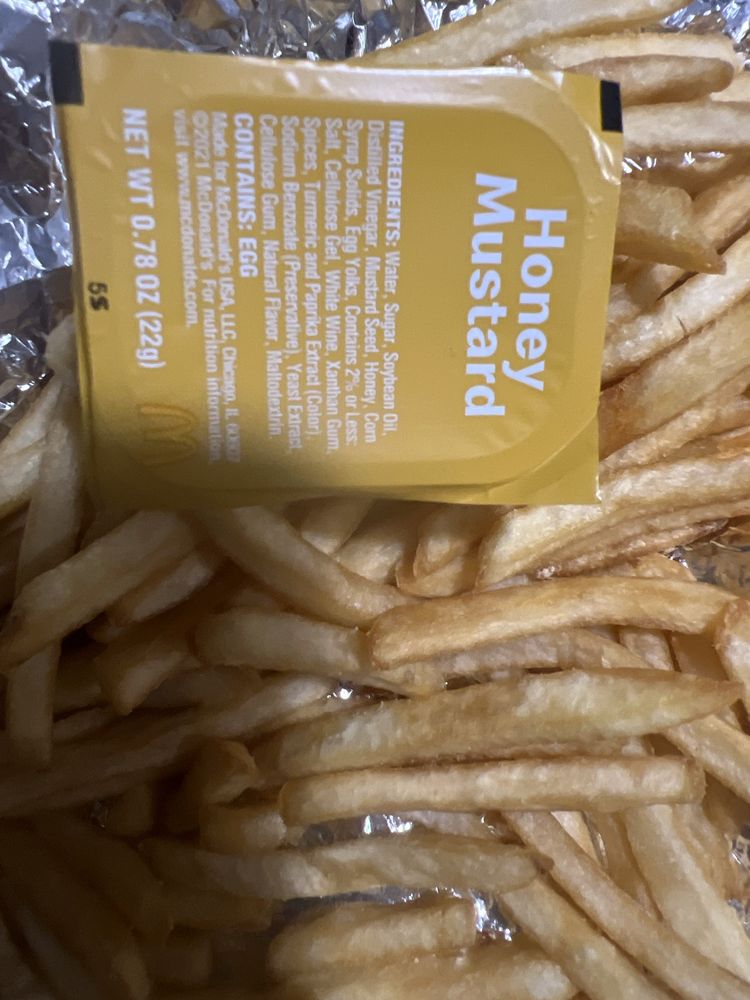 Honey
Mustard
INGREDIENTS: Water, Sugar, Soybean Oil,
Distilled Vinegar, Mustard Seed, Honey, Corn
Syrup Solids, Egg Yolks, Contains 2% or Less:
Salt, Cellulose Gel, White Wine, Xanthan Gum,
Spices, Turmeric and Paprika Extract (Color),
Sodium Benzoate (Preservative), Yeast Extract,
Cellulose Gum, Natural Flavor, Maltodextrin.
CONTAINS: EGG
Made for McDonald's USA, LLC, Chicago, IL 60607
©2021 McDonald's For nutrition information,
visit www.mcdonalds.com.
NET WT 0.78 OZ (22g)